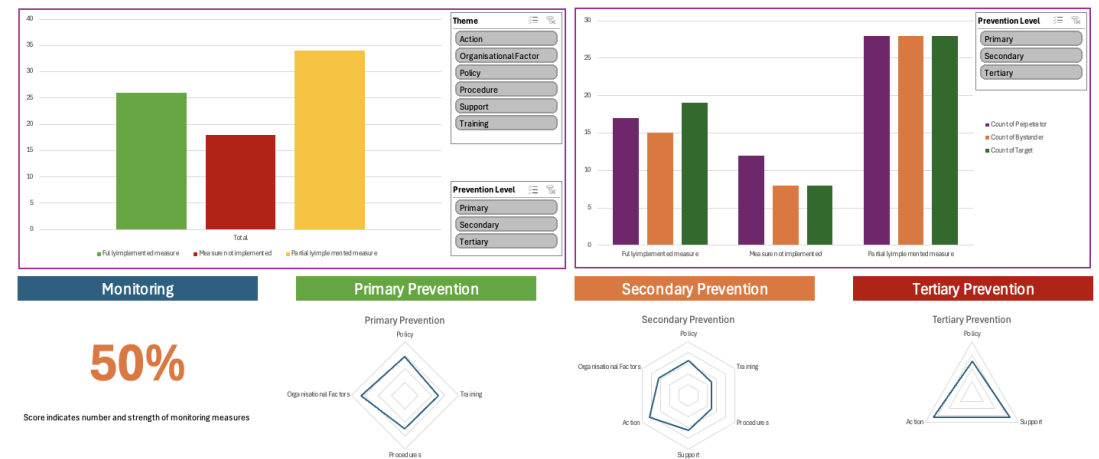 40
35
30
25
20
15
10
5
0
Total
Fully implemented measure
Measure not implemented
Partially implemented measure
Theme
Action
Organisational Factor
Policy
Procedure
Support
Training
Prevention Level
Primary
Secondary
Tertiary
30
25
20
15
10
5
0
Fully implemented measure
Measure not implemented
Partially implemented measure
Prevention Level
Primary
Secondary
Tertiary
Count of Perpetrator
Count of Bystander
Count of Target
Monitoring
50%
Score indicates number and strength of monitoring measures
Primary Prevention
Primary Prevention
Policy
Organisational Factors
Training
Procedures
Secondary Prevention
Secondary Prevention
Policy
Organisational Factors
Training
Action
Procedures
Support
Tertiary Prevention
Tertiary Prevention
Policy
Action
Support